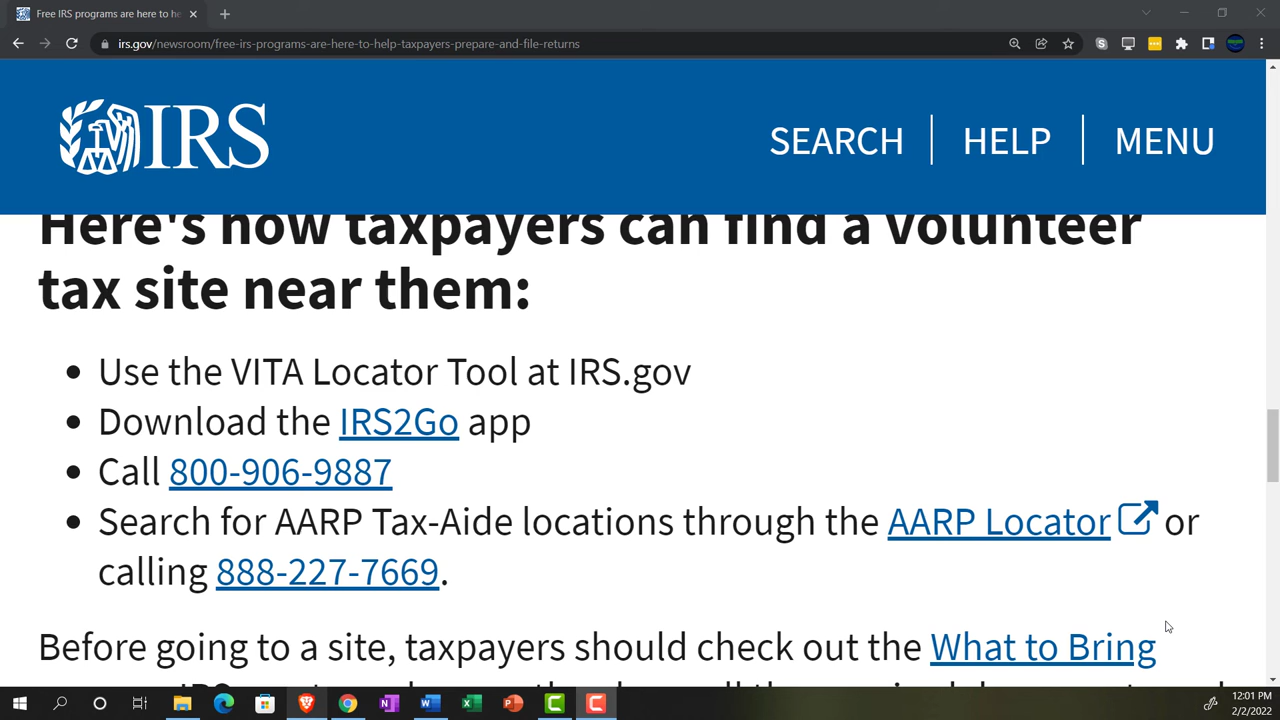 Free IRS programs are here to he
irs.gov/newsroom/free-irs-programs-are-here-to-help-taxpayers-prepare-and-file-returns
IRS
SEARCH
HELP
MENU
Here's how taxpayers can find a volunteer
tax site near them:
• Use the VITA Locator Tool at IRS.gov
• Download the IRS2Go app
• Call 800-906-9887
• Search for AARP Tax-Aide locations through the AARP Locator or
calling 888-227-7669.
Before going to a site, taxpayers should check out the What to Bring
12:01 PM
2/2/2022